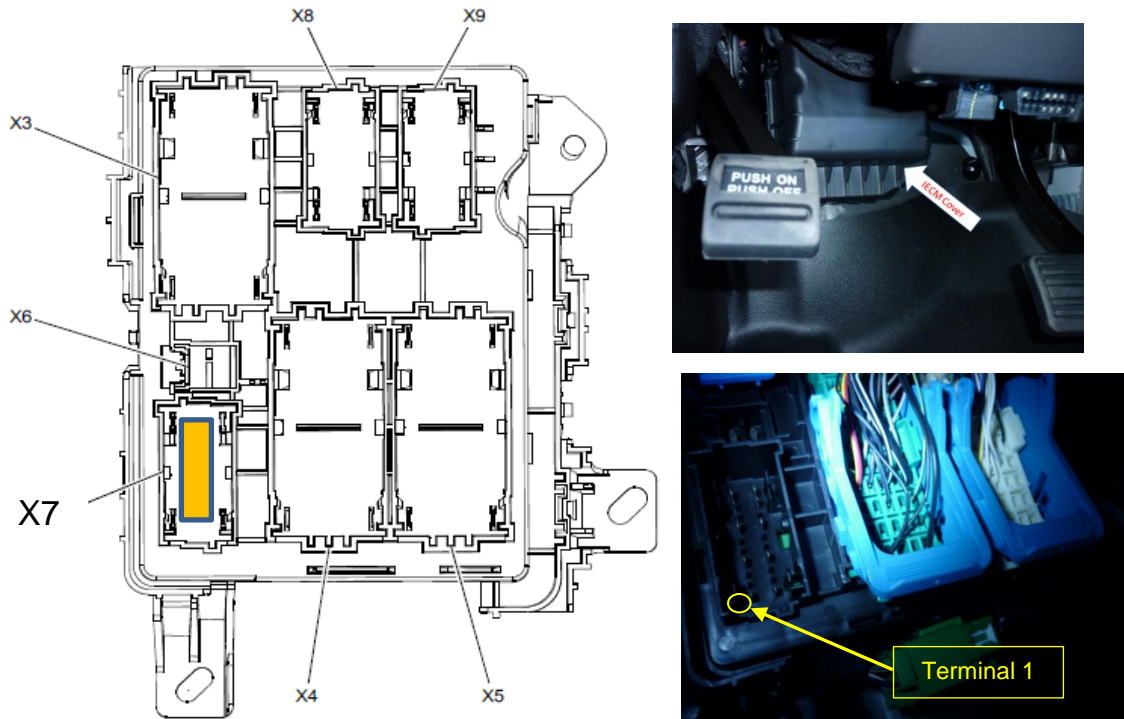 X8
X9
X3
X6
X7
X4
X5
PUSH ON
PUSH OFF
IECM Cover
Terminal 1